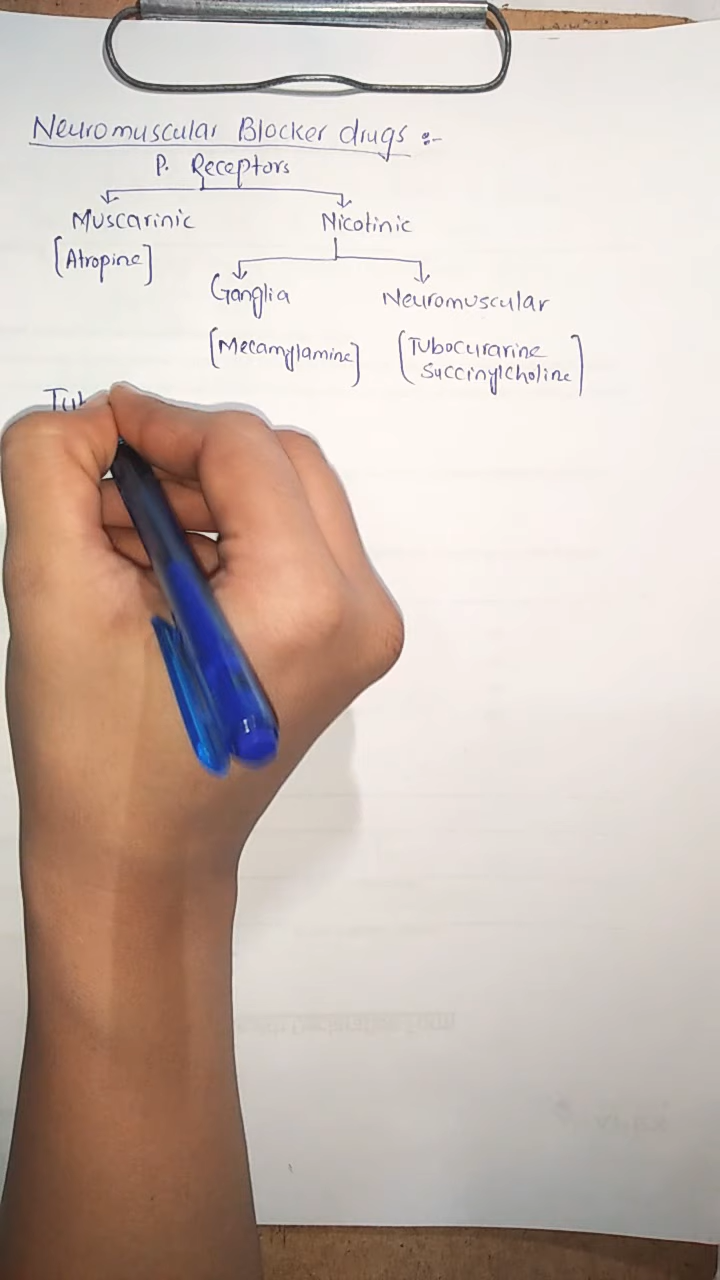 Neuromuscular Blocker drugs :-
P. Receptors
Muscarinic Nicotinic
[Atropine]
Ganglia Neuromuscular
[Mecamylamine] [Tubocurarine
Succinylcholine]